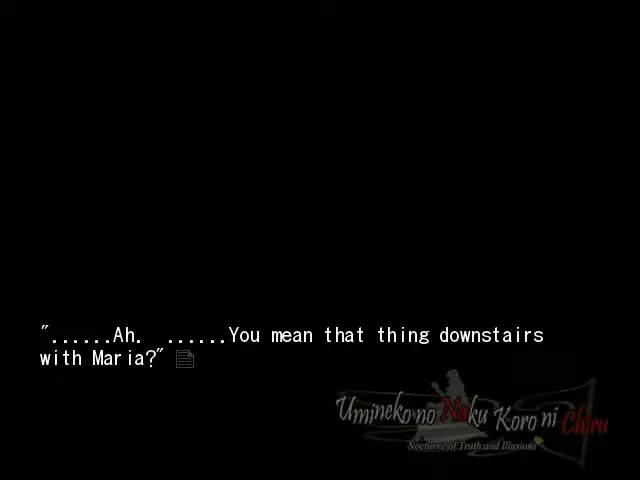 "......Ah.  ......You mean that thing downstairs
with Maria?"
Umineko no Naku Koro ni Chiru
Nocturne of Truth and Illusions